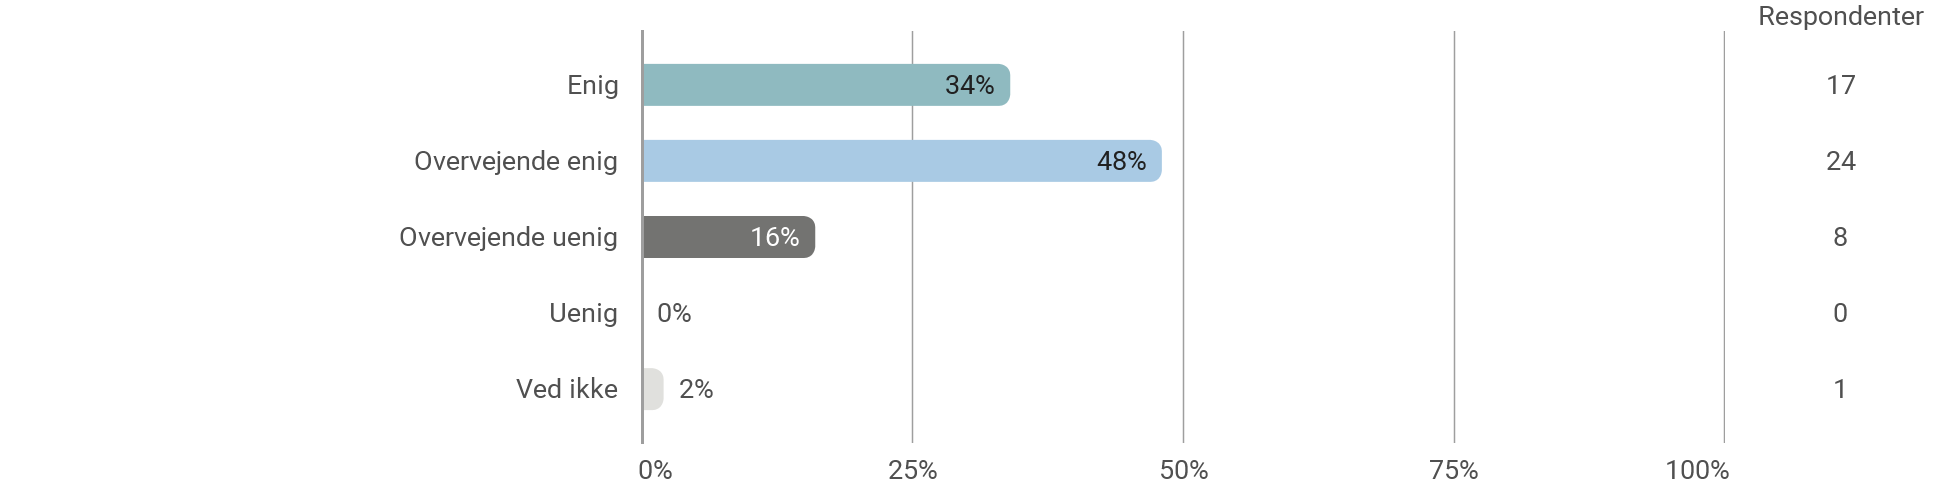 Respondenter
Enig 34% 17
Overvejende enig 48% 24
Overvejende uenig 16% 8
Uenig 0% 0
Ved ikke 2% 1
0% 25% 50% 75% 100%